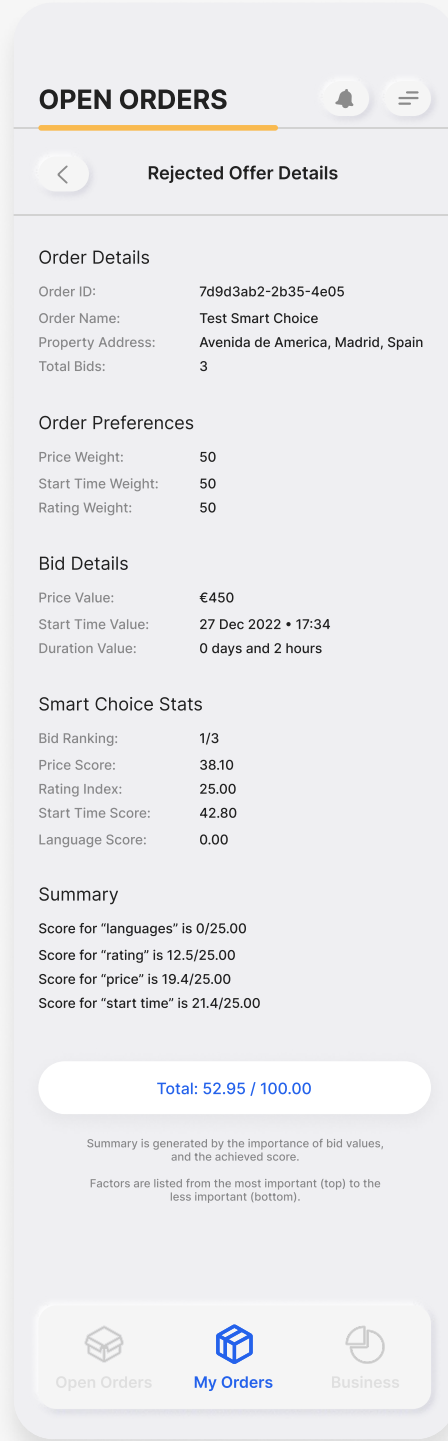 OPEN ORDERS
Rejected Offer Details
Order Details
Order ID: 7d9d3ab2-2b35-4e05
Order Name: Test Smart Choice
Property Address: Avenida de America, Madrid, Spain
Total Bids: 3
Order Preferences
Price Weight: 50
Start Time Weight: 50
Rating Weight: 50
Bid Details
Price Value: €450
Start Time Value: 27 Dec 2022 • 17:34
Duration Value: 0 days and 2 hours
Smart Choice Stats
Bid Ranking: 1/3
Price Score: 38.10
Rating Index: 25.00
Start Time Score: 42.80
Language Score: 0.00
Summary
Score for “languages” is 0/25.00
Score for “rating” is 12.5/25.00
Score for “price” is 19.4/25.00
Score for “start time” is 21.4/25.00
Total: 52.95 / 100.00
Summary is generated by the importance of bid values,
and the achieved score.
Factors are listed from the most important (top) to the
less important (bottom).
Open Orders My Orders Business